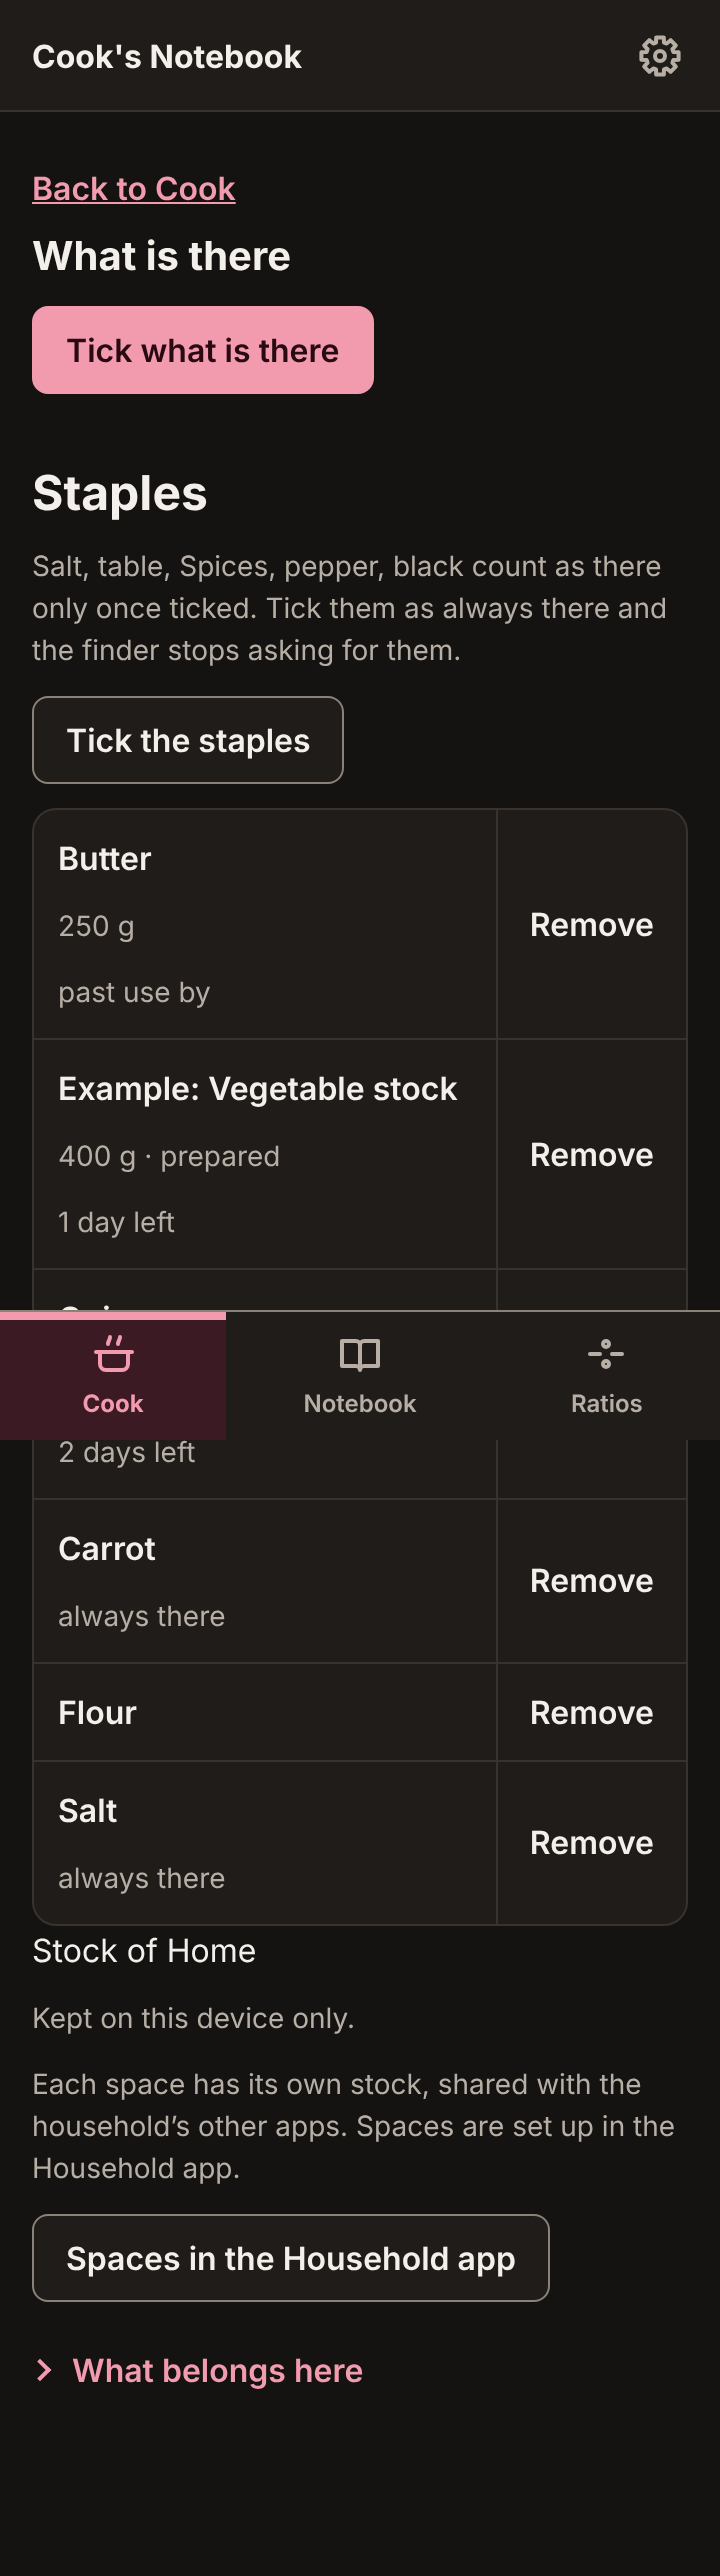 Cook's Notebook
Back to Cook
What is there
Tick what is there
Staples
Salt, table, Spices, pepper, black count as there
only once ticked. Tick them as always there and
the finder stops asking for them.
Tick the staples
Butter
250 g
past use by
Remove
Example: Vegetable stock
400 g · prepared
1 day left
Remove
Cook
Notebook
Ratios
2 days left
Carrot
always there
Remove
Flour
Remove
Salt
always there
Remove
Stock of Home
Kept on this device only.
Each space has its own stock, shared with the
household’s other apps. Spaces are set up in the
Household app.
Spaces in the Household app
What belongs here